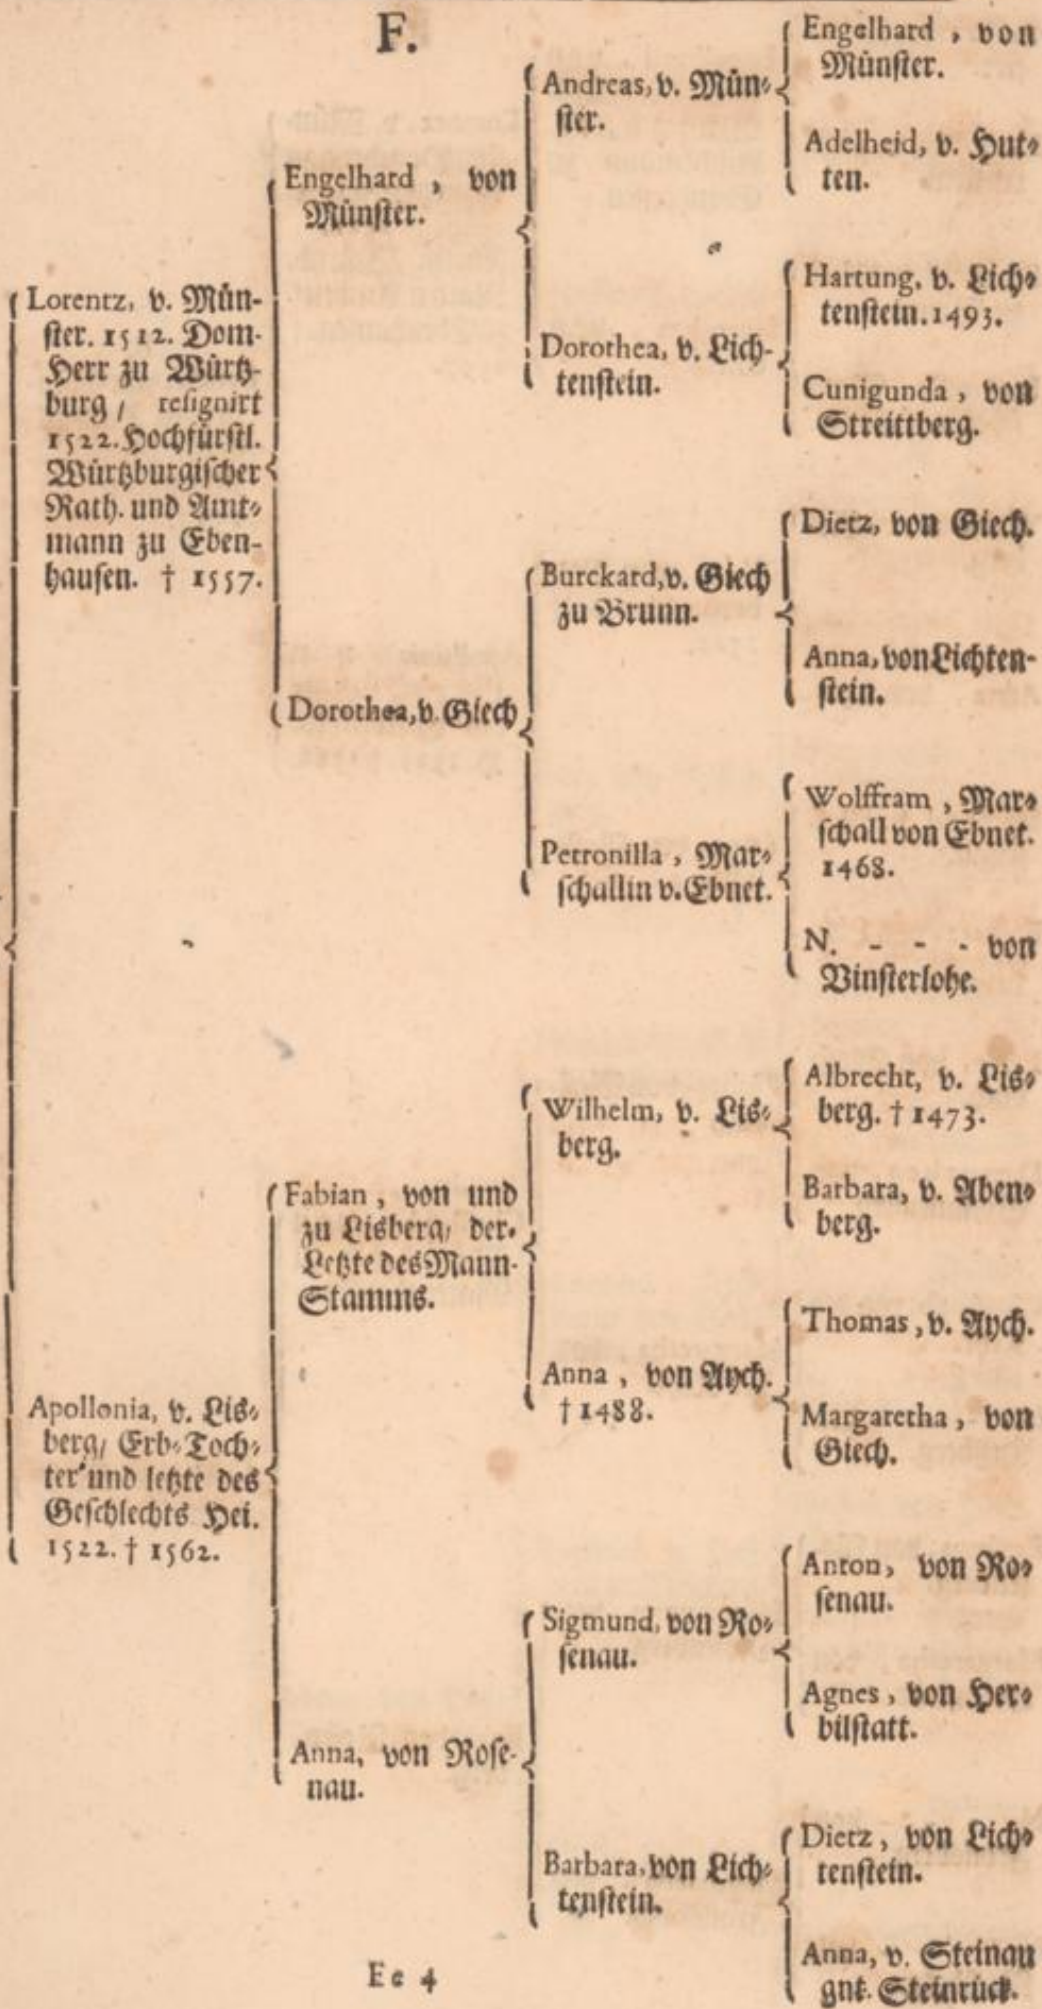 F.
Lorentz, v. Mün-
ster. 1512. Dom-
Herr zu Würtz-
burg / resignirt
1522. Hochfürstl.
Würtzburgischer
Rath. und Amt-
mann zu Eben-
hausen. † 1557.
Apollonia, v. Lis-
berg / Erb-Toch-
ter und letzte des
Geschlechts Hei.
1522. † 1562.
Engelhard, von
Münster.
Dorothea, v. Giech
Fabian, von und
zu Lisberg / der
Letzte des Mann-
Stamms.
Anna, von Rose-
nau.
Andreas, v. Mün-
ster.
Dorothea, v. Lich-
tenstein.
Burckard, v. Giech
zu Brunn.
Petronilla, Mar-
schallin v. Ebnet.
Wilhelm, v. Lis-
berg.
Anna, von Aych.
† 1488.
Sigmund, von Ro-
senau.
Barbara, von Lich-
tenstein.
Engelhard, von
Münster.
Adelheid, v. Hut-
ten.
Hartung, v. Lich-
tenstein. 1493.
Cunigunda, von
Streittberg.
Dietz, von Giech.
Anna, von Lichten-
stein.
Wolffram, Mar-
schall von Ebnet.
1468.
N. - - - von
Vinsterlohe.
Albrecht, v. Lis-
berg. † 1473.
Barbara, v. Aben-
berg.
Thomas, v. Aych.
Margaretha, von
Giech.
Anton, von Ro-
senau.
Agnes, von Her-
bilstatt.
Dietz, von Lich-
tenstein.
Anna, v. Steinau
gnt. Steinrück.
Ee 4